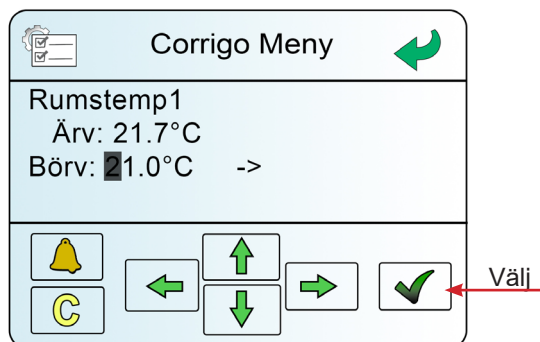 Corrigo Meny
Rumstemp1
Ärv: 21.7°C
Börv: 21.0°C ->
C
Välj